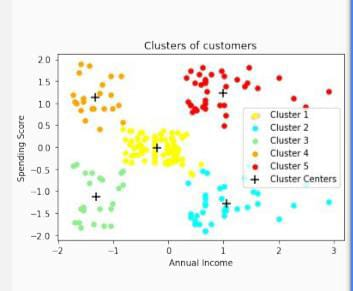 Clusters of customers
2.0
1.5
1.0
0.5
0.0
−0.5
−1.0
−1.5
−2.0
Spending Score
Cluster 1
Cluster 2
Cluster 3
Cluster 4
Cluster 5
Cluster Centers
−2
−1
0
1
2
3
Annual Income